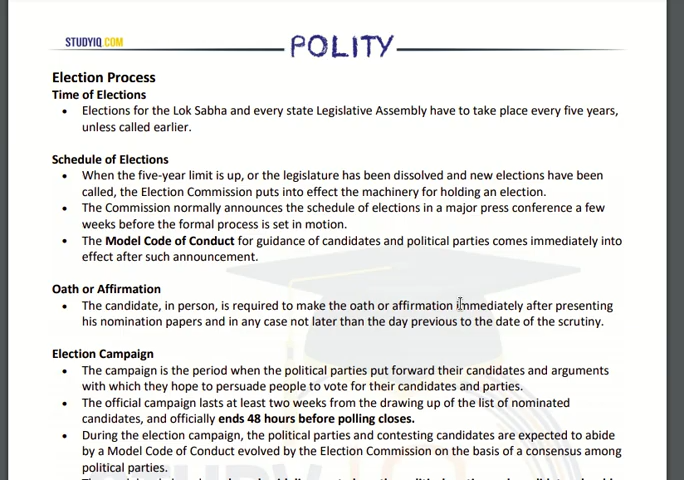 STUDYIQ.COM
POLITY
Election Process
Time of Elections
• Elections for the Lok Sabha and every state Legislative Assembly have to take place every five years,
unless called earlier.
Schedule of Elections
• When the five-year limit is up, or the legislature has been dissolved and new elections have been
called, the Election Commission puts into effect the machinery for holding an election.
• The Commission normally announces the schedule of elections in a major press conference a few
weeks before the formal process is set in motion.
• The Model Code of Conduct for guidance of candidates and political parties comes immediately into
effect after such announcement.
Oath or Affirmation
• The candidate, in person, is required to make the oath or affirmation immediately after presenting
his nomination papers and in any case not later than the day previous to the date of the scrutiny.
Election Campaign
• The campaign is the period when the political parties put forward their candidates and arguments
with which they hope to persuade people to vote for their candidates and parties.
• The official campaign lasts at least two weeks from the drawing up of the list of nominated
candidates, and officially ends 48 hours before polling closes.
• During the election campaign, the political parties and contesting candidates are expected to abide
by a Model Code of Conduct evolved by the Election Commission on the basis of a consensus among
political parties.